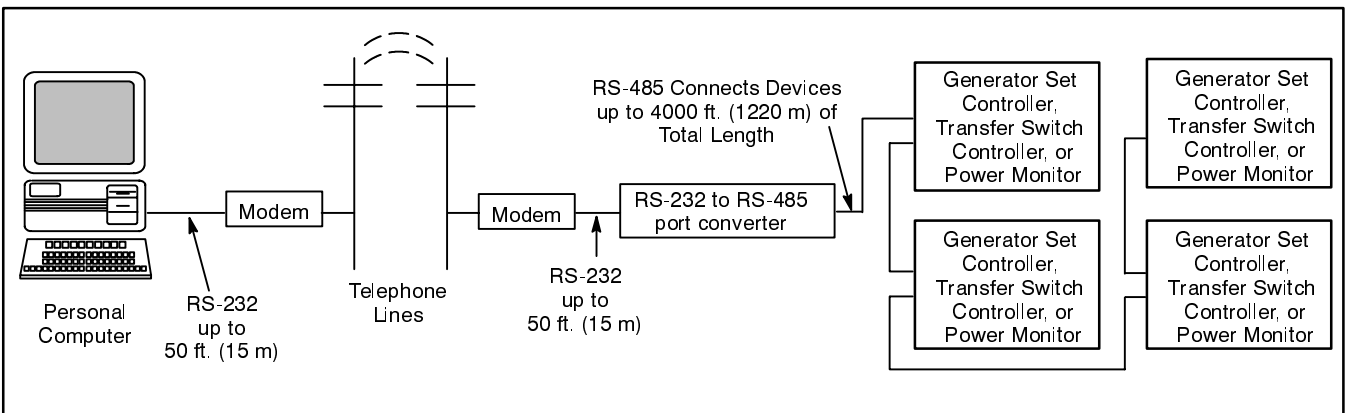 Personal
Computer
RS-232
up to
50 ft. (15 m)
Modem
Telephone
Lines
Modem
RS-232
up to
50 ft. (15 m)
RS-232 to RS-485
port converter
RS-485 Connects Devices
up to 4000 ft. (1220 m) of
Total Length
Generator Set
Controller,
Transfer Switch
Controller, or
Power Monitor
Generator Set
Controller,
Transfer Switch
Controller, or
Power Monitor
Generator Set
Controller,
Transfer Switch
Controller, or
Power Monitor
Generator Set
Controller,
Transfer Switch
Controller, or
Power Monitor